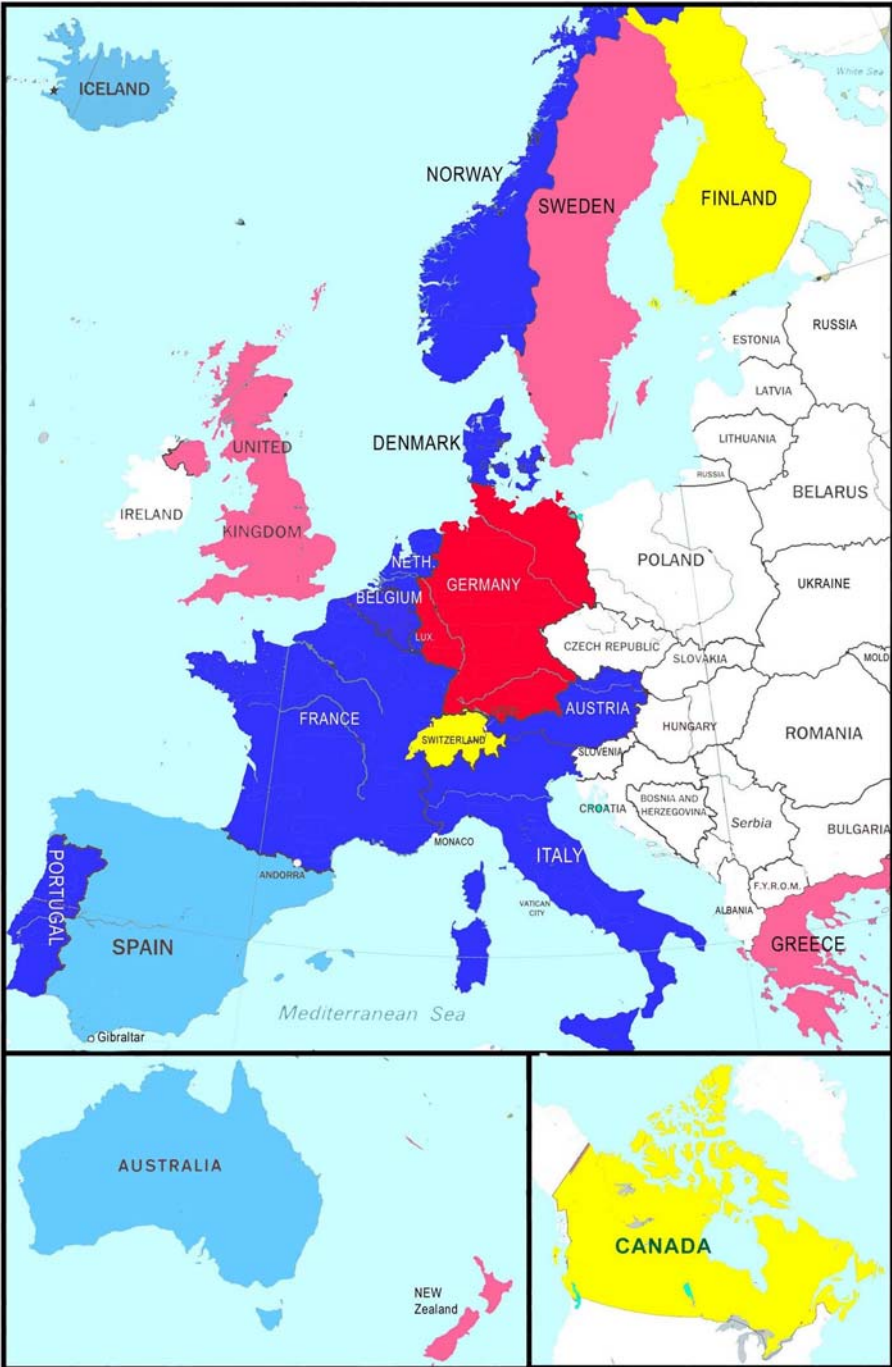 ICELAND
White Sea
NORWAY
SWEDEN
FINLAND
RUSSIA
ESTONIA
LATVIA
LITHUANIA
RUSSIA
BELARUS
DENMARK
UNITED
KINGDOM
IRELAND
NETH.
BELGIUM
LUX.
GERMANY
POLAND
UKRAINE
CZECH REPUBLIC
SLOVAKIA
MOLD
FRANCE
SWITZERLAND
AUSTRIA
HUNGARY
ROMANIA
SLOVENIA
CROATIA
BOSNIA AND
HERZEGOVINA
Serbia
BULGARIA
MONACO
ITALY
ANDORRA
VATICAN
CITY
F.Y.R.O.M.
ALBANIA
GREECE
PORTUGAL
SPAIN
Mediterranean Sea
Gibraltar
AUSTRALIA
NEW
Zealand
CANADA